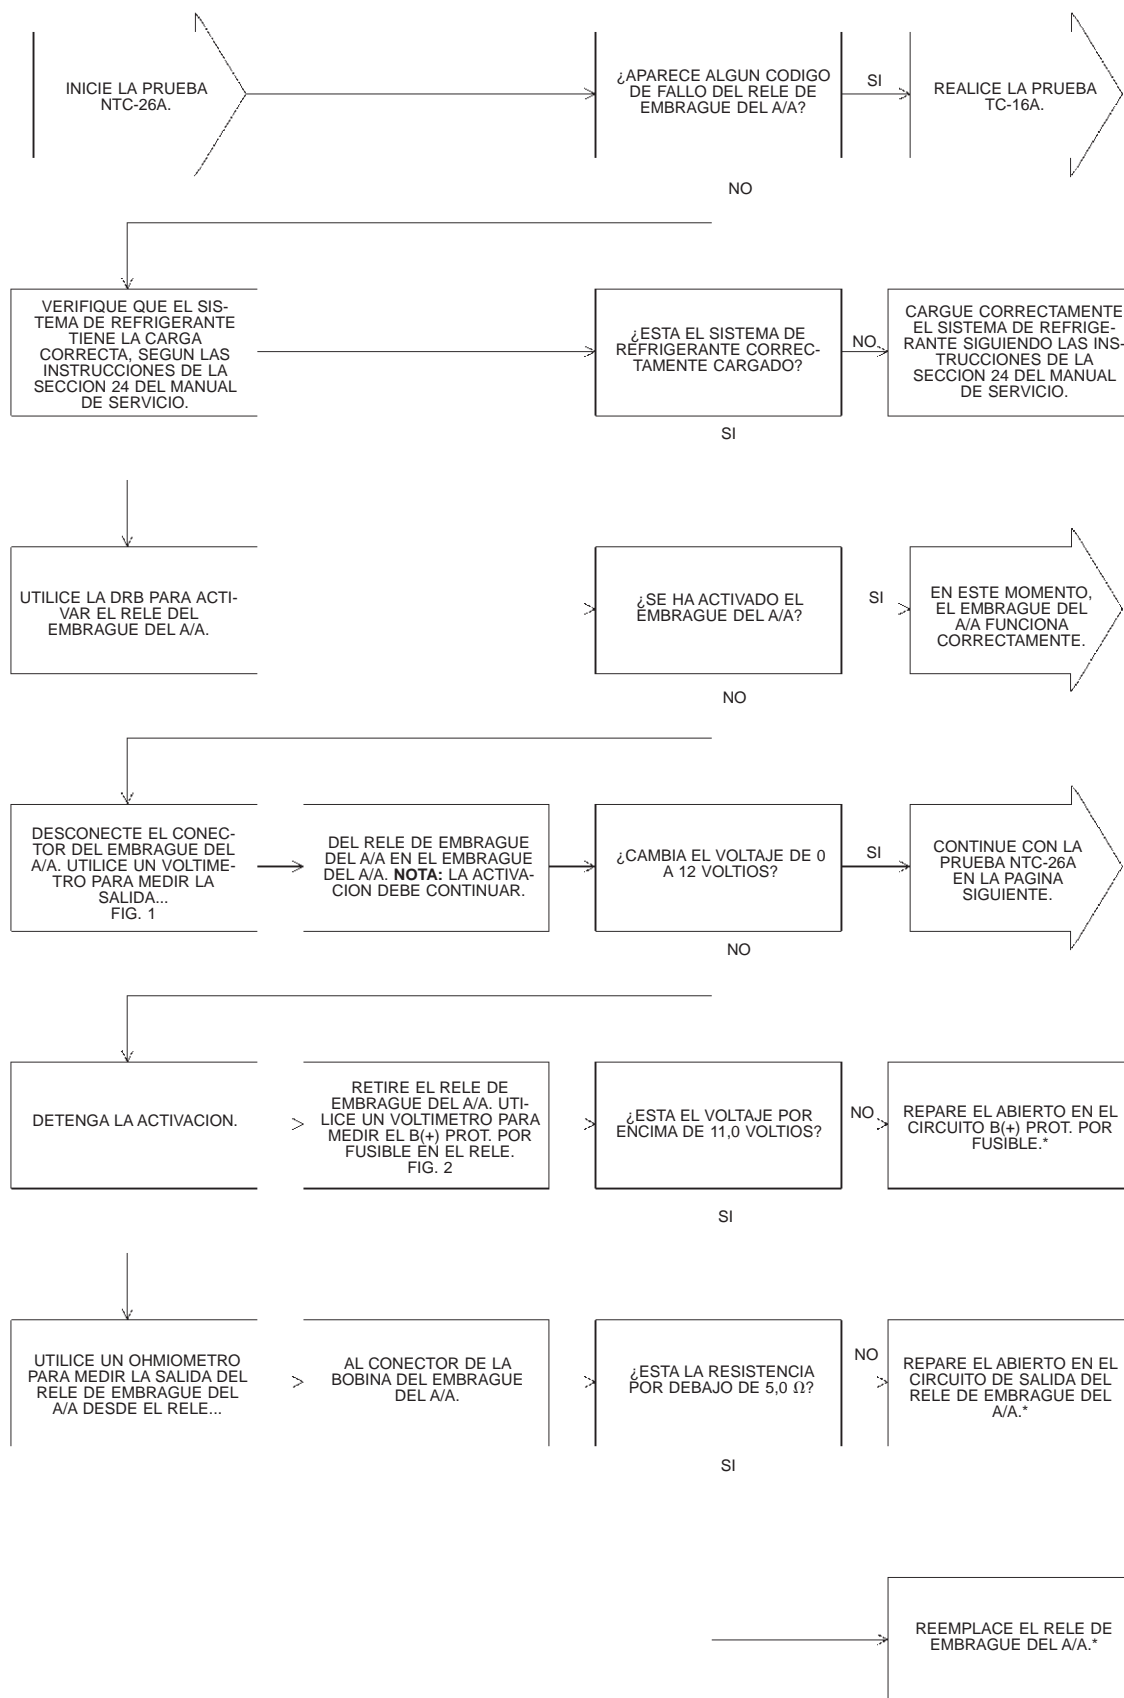 INICIE LA PRUEBA
NTC-26A.
¿APARECE ALGUN CODIGO
DE FALLO DEL RELE DE
EMBRAGUE DEL A/A?
SI
REALICE LA PRUEBA
TC-16A.
NO
VERIFIQUE QUE EL SIS-
TEMA DE REFRIGERANTE
TIENE LA CARGA
CORRECTA, SEGUN LAS
INSTRUCCIONES DE LA
SECCION 24 DEL MANUAL
DE SERVICIO.
¿ESTA EL SISTEMA DE
REFRIGERANTE CORREC-
TAMENTE CARGADO?
NO
CARGUE CORRECTAMENTE
EL SISTEMA DE REFRIGE-
RANTE SIGUIENDO LAS INS-
TRUCCIONES DE LA
SECCION 24 DEL MANUAL
DE SERVICIO.
SI
UTILICE LA DRB PARA ACTI-
VAR EL RELE DEL
EMBRAGUE DEL A/A.
¿SE HA ACTIVADO EL
EMBRAGUE DEL A/A?
SI
EN ESTE MOMENTO,
EL EMBRAGUE DEL
A/A FUNCIONA
CORRECTAMENTE.
NO
DESCONECTE EL CONEC-
TOR DEL EMBRAGUE DEL
A/A. UTILICE UN VOLTIME-
TRO PARA MEDIR LA
SALIDA...
FIG. 1
DEL RELE DE EMBRAGUE
DEL A/A EN EL EMBRAGUE
DEL A/A. NOTA: LA ACTIVA-
CION DEBE CONTINUAR.
¿CAMBIA EL VOLTAJE DE 0
A 12 VOLTIOS?
SI
CONTINUE CON LA
PRUEBA NTC-26A
EN LA PAGINA
SIGUIENTE.
NO
DETENGA LA ACTIVACION.
RETIRE EL RELE DE
EMBRAGUE DEL A/A. UTI-
LICE UN VOLTIMETRO PARA
MEDIR EL B(+) PROT. POR
FUSIBLE EN EL RELE.
FIG. 2
¿ESTA EL VOLTAJE POR
ENCIMA DE 11,0 VOLTIOS?
NO
REPARE EL ABIERTO EN EL
CIRCUITO B(+) PROT. POR
FUSIBLE.*
SI
UTILICE UN OHMIOMETRO
PARA MEDIR LA SALIDA DEL
RELE DE EMBRAGUE DEL
A/A DESDE EL RELE...
AL CONECTOR DE LA
BOBINA DEL EMBRAGUE
DEL A/A.
¿ESTA LA RESISTENCIA
POR DEBAJO DE 5,0 Ω?
NO
REPARE EL ABIERTO EN EL
CIRCUITO DE SALIDA DEL
RELE DE EMBRAGUE DEL
A/A.*
SI
REEMPLACE EL RELE DE
EMBRAGUE DEL A/A.*